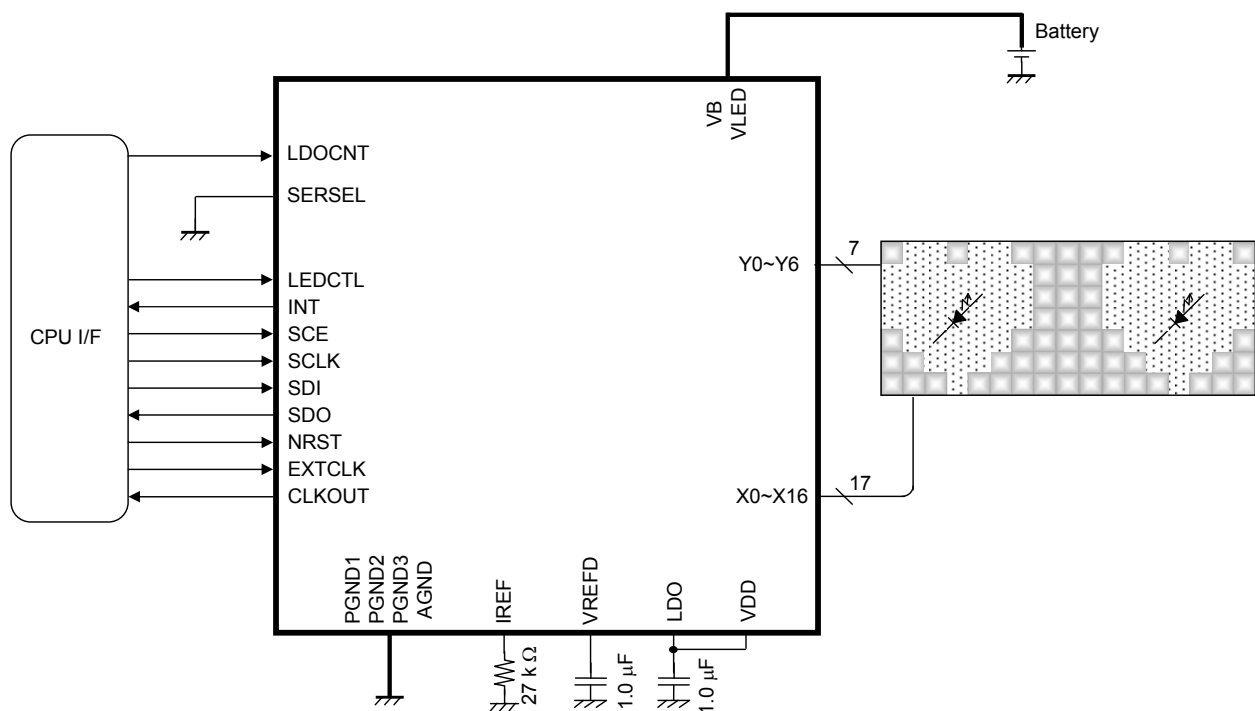 Battery
VB
VLED
CPU I/F
LDOCNT
SERSEL
LEDCTL
INT
SCE
SCLK
SDI
SDO
NRST
EXTCLK
CLKOUT
Y0~Y6
7
X0~X16
17
PGND1
PGND2
PGND3
AGND
IREF
VREFD
LDO
VDD
27 k Ω
1.0 μF
1.0 μF